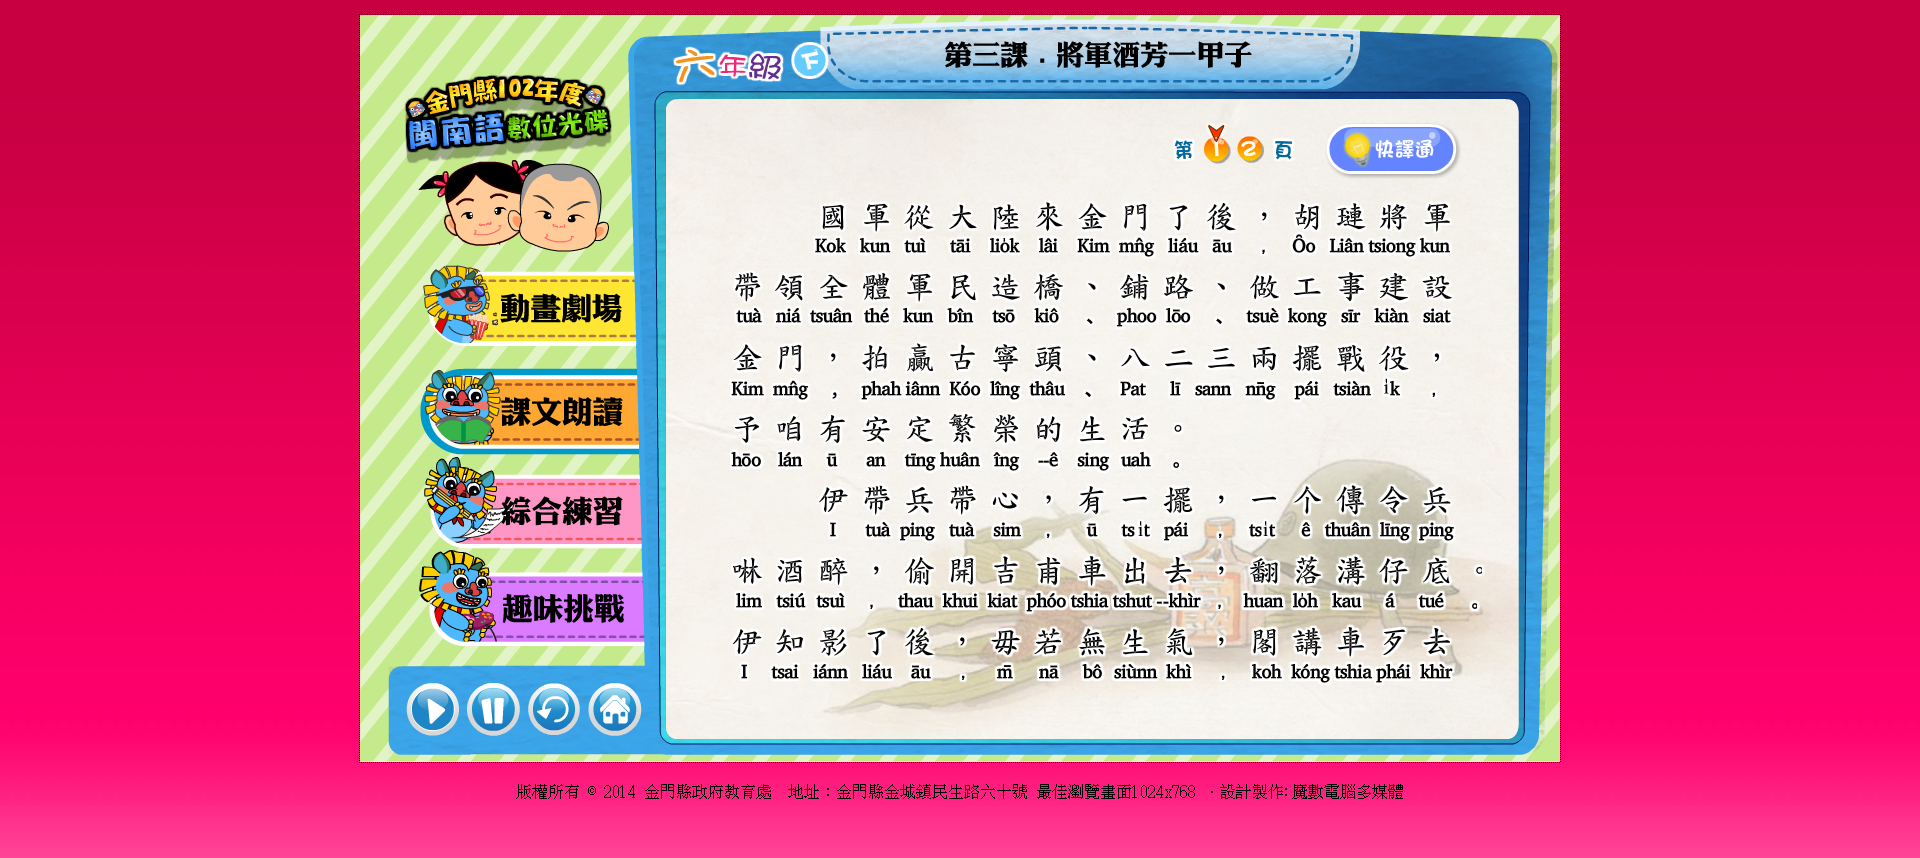 六年級 下
第三課．將軍酒芳一甲子
金門縣102年度
閩南語數位光碟
第 1 2 頁
快譯通
動畫劇場
課文朗讀
綜合練習
趣味挑戰
國軍從大陸來金門了後，胡璉將軍
Kok kun tuì tāi lio̍k lâi Kim mn̂g liáu āu , Ôo Liân tsiong kun
帶領全體軍民造橋、鋪路、做工事建設
tuà niá tsuân thé kun bîn tsō kiô 、 phoo lōo 、 tsuè kong sīr kiàn siat
金門，拍贏古寧頭、八二三兩擺戰役，
Kim mn̂g , phah iânn Kóo lîng thâu 、 Pat lī sann nn̄g pái tsiàn i̍k ,
予咱有安定繁榮的生活。
hōo lán ū an tīng huân îng --ê sing uah 。
伊帶兵帶心，有一擺，一个傳令兵
I tuà ping tuà sim , ū tsi̍t pái , tsi̍t ê thuân līng ping
啉酒醉，偷開吉甫車出去，翻落溝仔底。
lim tsiú tsuì , thau khui kiat phóo tshia tshut --khìr , huan lo̍h kau á tué 。
伊知影了後，毋若無生氣，閣講車歹去
I tsai iánn liáu āu , m̄ nā bô siùnn khì , koh kóng tshia phái khìr
版權所有 © 2014 金門縣政府教育處 地址：金門縣金城鎮民生路六十號 最佳瀏覽畫面1024x768 ．設計製作: 魔數電腦多媒體